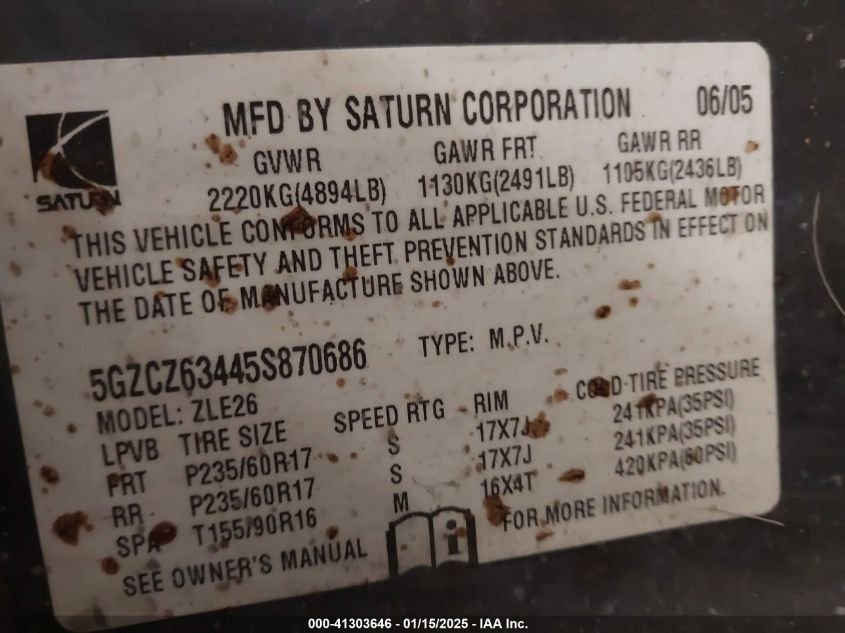 MFD BY SATURN CORPORATION 06/05
SATURN
GVWR GAWR FRT GAWR RR
2220KG(4894LB) 1130KG(2491LB) 1105KG(2436LB)
THIS VEHICLE CONFORMS TO ALL APPLICABLE U.S. FEDERAL MOTOR
VEHICLE SAFETY AND THEFT PREVENTION STANDARDS IN EFFECT ON
THE DATE OF MANUFACTURE SHOWN ABOVE.
5GZCZ63445S870686 TYPE: M.P.V.
MODEL: ZLE26
LPVB TIRE SIZE SPEED RTG RIM COLD TIRE PRESSURE
FRT P235/60R17 S 17X7J 241KPA(35PSI)
RR P235/60R17 S 17X7J 241KPA(35PSI)
SPA T155/90R16 M 16X4T 420KPA(60PSI)
SEE OWNER'S MANUAL i FOR MORE INFORMATION.
000-41303646 - 01/15/2025 - IAA Inc.